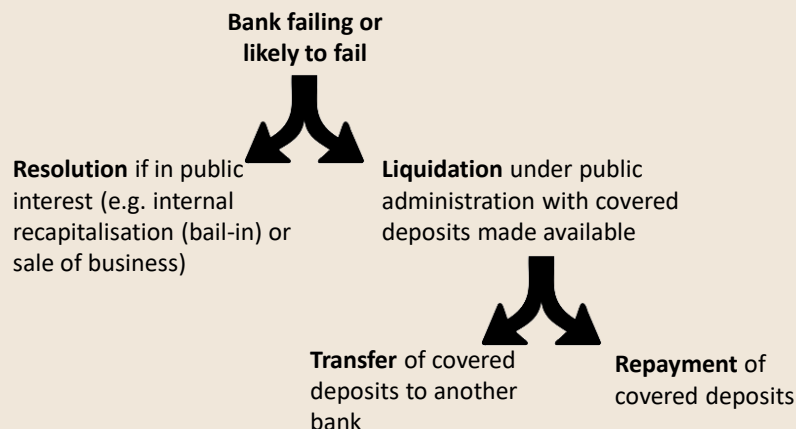 Bank failing or
likely to fail
Resolution if in public
interest (e.g. internal
recapitalisation (bail-in) or
sale of business)
Liquidation under public
administration with covered
deposits made available
Transfer of covered
deposits to another
bank
Repayment of
covered deposits